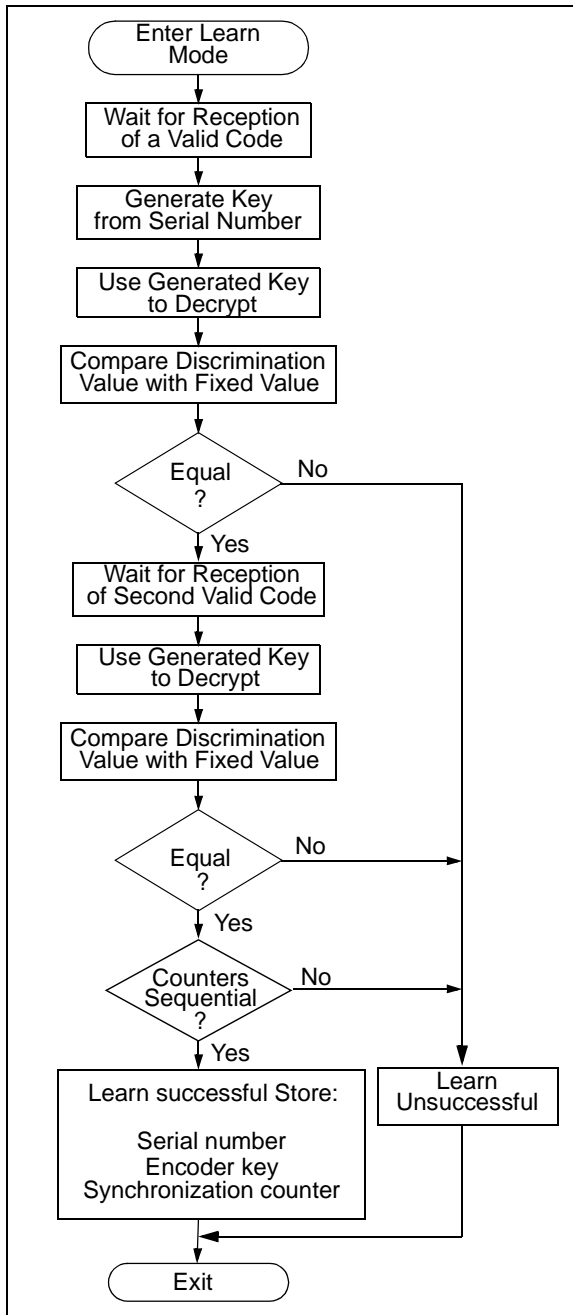 Enter Learn
Mode
Wait for Reception
of a Valid Code
Generate Key
from Serial Number
Use Generated Key
to Decrypt
Compare Discrimination
Value with Fixed Value
Equal
?
No
Yes
Wait for Reception
of Second Valid Code
Use Generated Key
to Decrypt
Compare Discrimination
Value with Fixed Value
Equal
?
No
Yes
Counters
Sequential
?
No
Yes
Learn successful Store:
Serial number
Encoder key
Synchronization counter
Learn
Unsuccessful
Exit